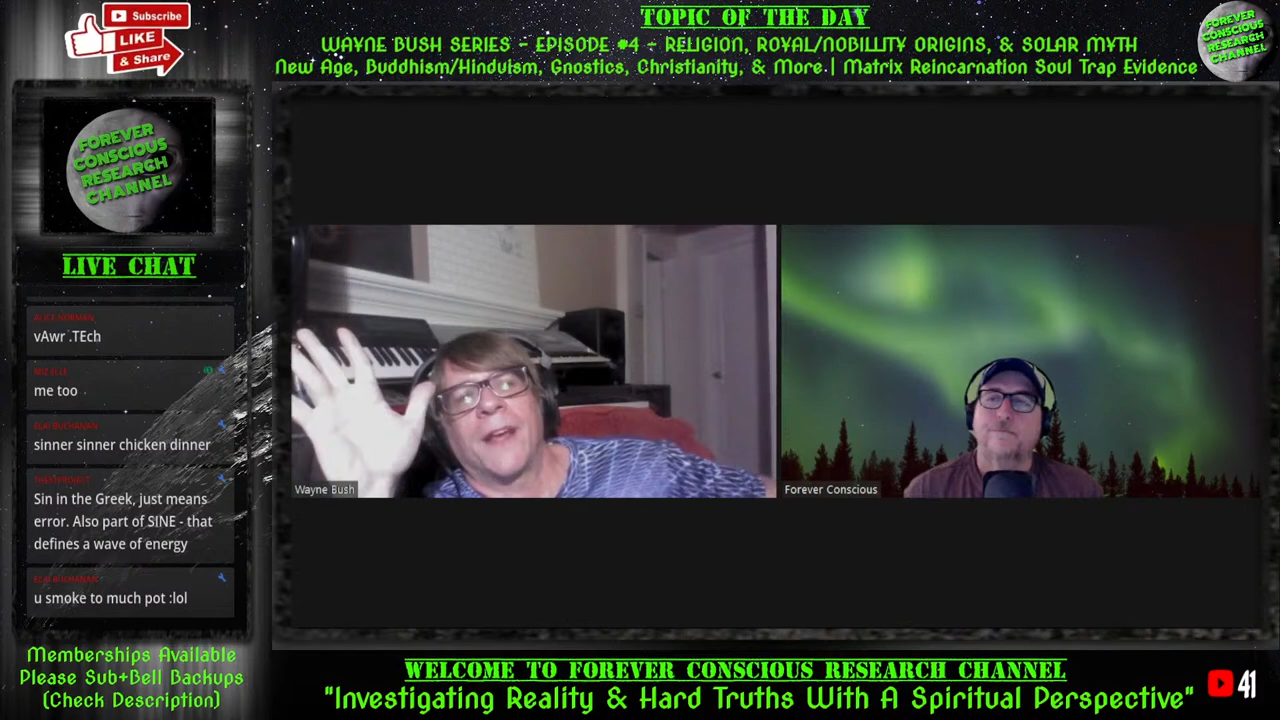 Subscribe
LIKE
& Share
TOPIC OF THE DAY
WAYNE BUSH SERIES - EPISODE #4 - RELIGION, ROYAL/NOBILLITY ORIGINS, & SOLAR MYTH
New Age, Buddhism/Hinduism, Gnostics, Christianity, & More | Matrix Reincarnation Soul Trap Evidence
FOREVER
CONSCIOUS
RESEARCH
CHANNEL
FOREVER
CONSCIOUS
RESEARCH
CHANNEL
LIVE CHAT
vAwr .TEch
me too
ELAI BUCHANAN
sinner sinner chicken dinner
Sin in the Greek, just means
error. Also part of SINE - that
defines a wave of energy
ELAI BUCHANAN
u smoke to much pot :lol
Wayne Bush
Forever Conscious
Memberships Available
Please Sub+Bell Backups
(Check Description)
WELCOME TO FOREVER CONSCIOUS RESEARCH CHANNEL
"Investigating Reality & Hard Truths With A Spiritual Perspective"
41